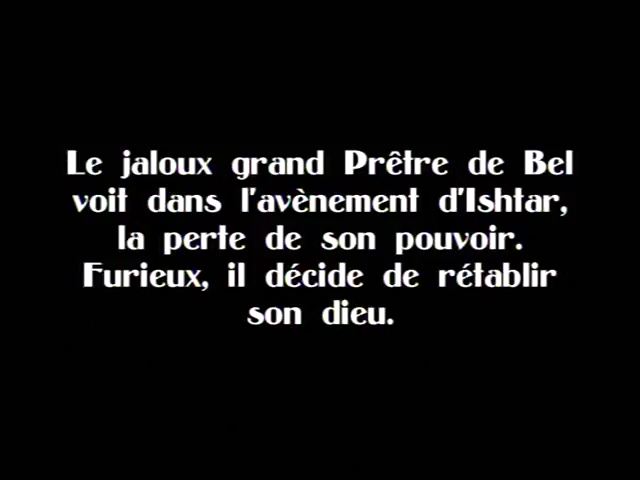 Le jaloux grand Prêtre de Bel
voit dans l'avènement d'Ishtar,
la perte de son pouvoir.
Furieux, il décide de rétablir
son dieu.